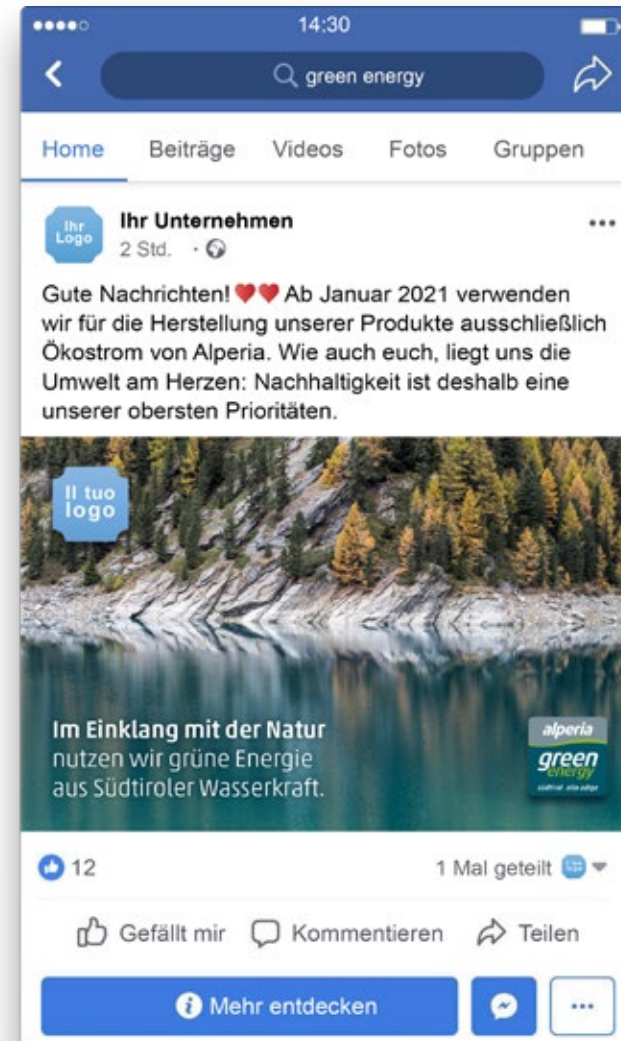 14:30
green energy
Home Beiträge Videos Fotos Gruppen
Ihr
Logo
Ihr Unternehmen
2 Std. ·
Gute Nachrichten! ♥♥ Ab Januar 2021 verwenden
wir für die Herstellung unserer Produkte ausschließlich
Ökostrom von Alperia. Wie auch euch, liegt uns die
Umwelt am Herzen: Nachhaltigkeit ist deshalb eine
unserer obersten Prioritäten.
Il tuo
logo
Im Einklang mit der Natur
nutzen wir grüne Energie
aus Südtiroler Wasserkraft.
alperia
green
energy
südtirol alto adige
12
1 Mal geteilt
Gefällt mir Kommentieren Teilen
Mehr entdecken